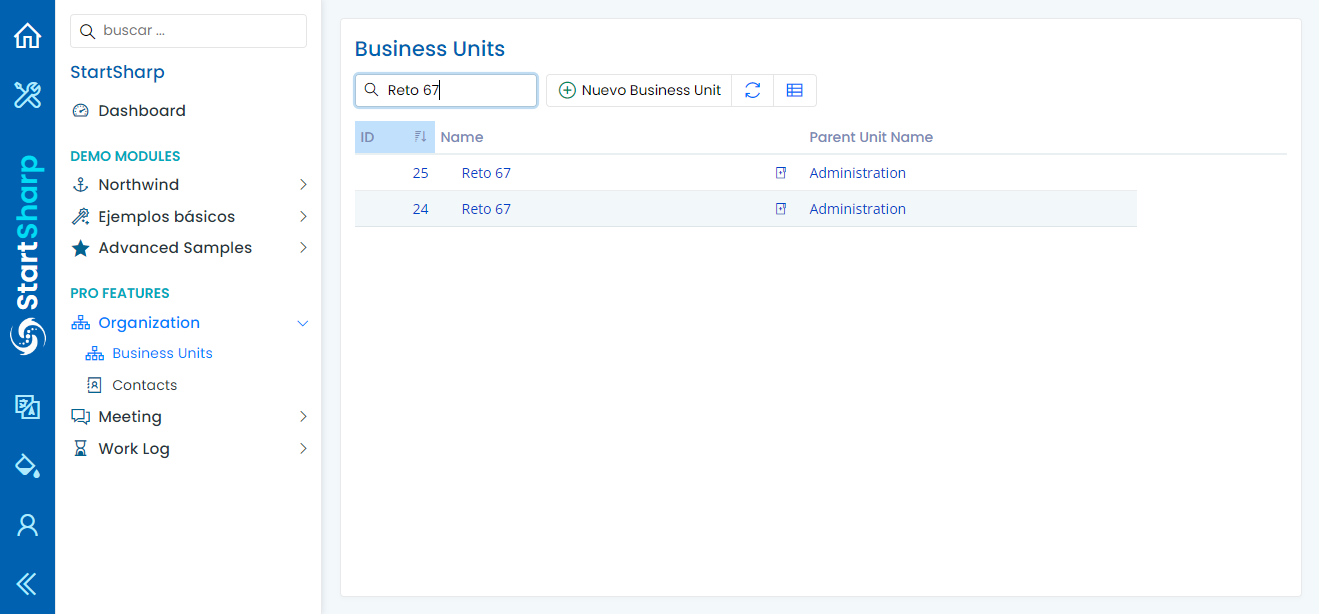 StartSharp
buscar ...
StartSharp
Dashboard
DEMO MODULES
Northwind
Ejemplos básicos
Advanced Samples
PRO FEATURES
Organization
Business Units
Contacts
Meeting
Work Log
Business Units
Reto 67
Nuevo Business Unit
ID Name Parent Unit Name
25 Reto 67 Administration
24 Reto 67 Administration